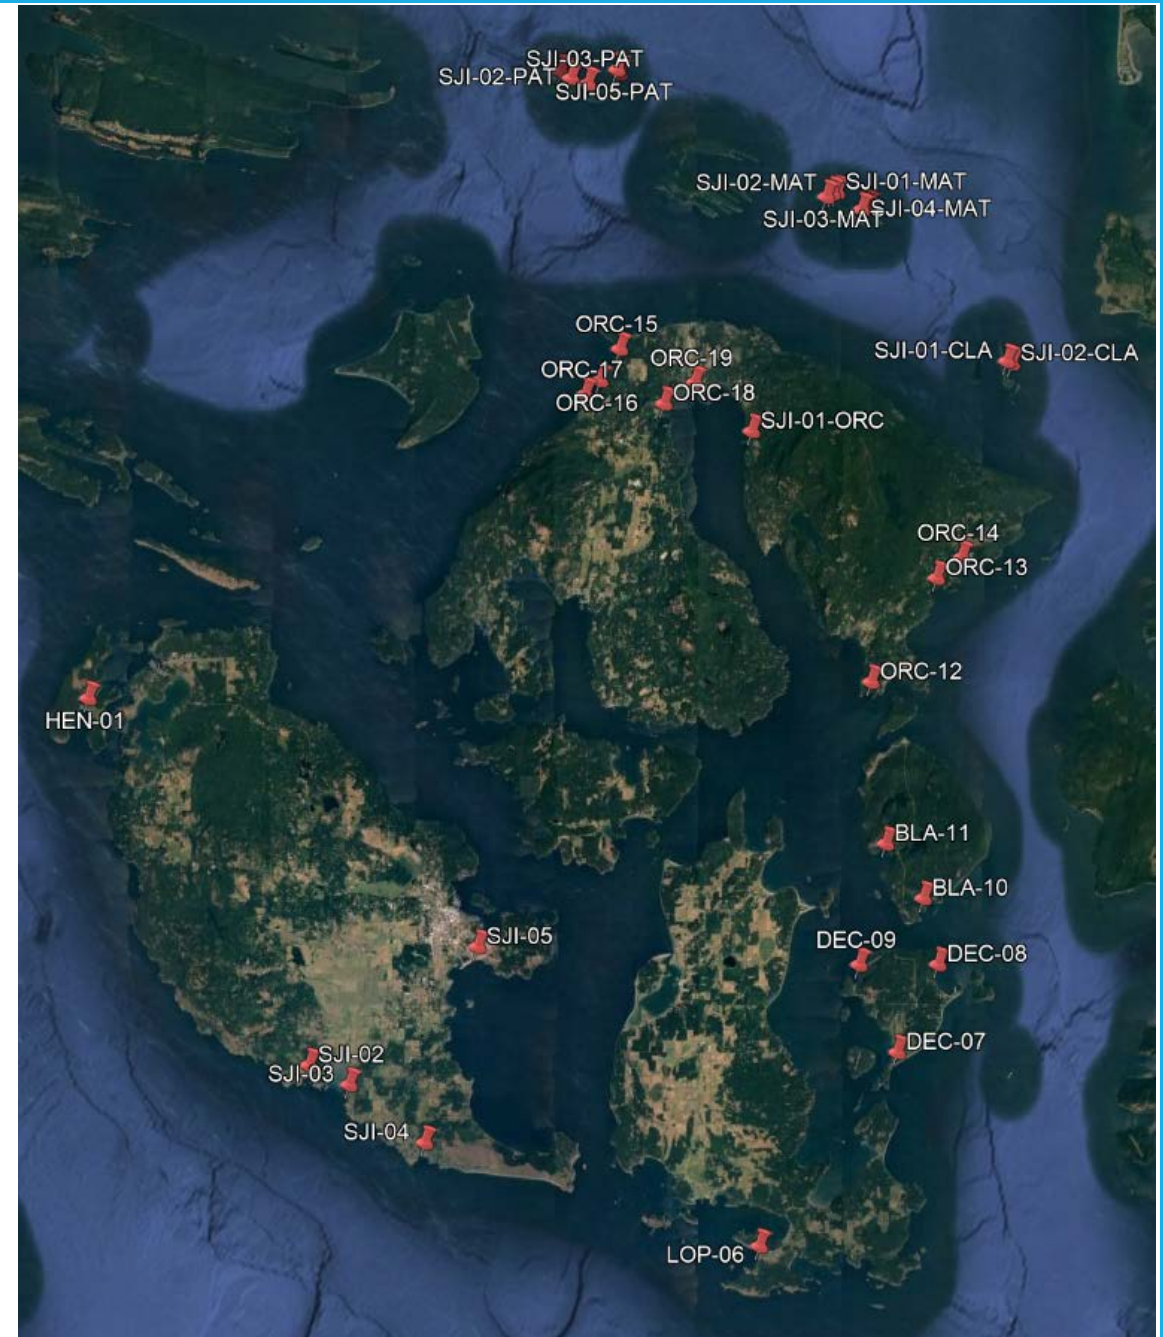 SJI-03-PAT
SJI-02-PAT
SJI-05-PAT
SJI-02-MAT
SJI-01-MAT
SJI-03-MAT
SJI-04-MAT
ORC-15
SJI-01-CLA
SJI-02-CLA
ORC-19
ORC-17
ORC-18
ORC-16
SJI-01-ORC
ORC-14
ORC-13
ORC-12
HEN-01
BLA-11
BLA-10
SJI-05
DEC-09
DEC-08
DEC-07
SJI-02
SJI-03
SJI-04
LOP-06